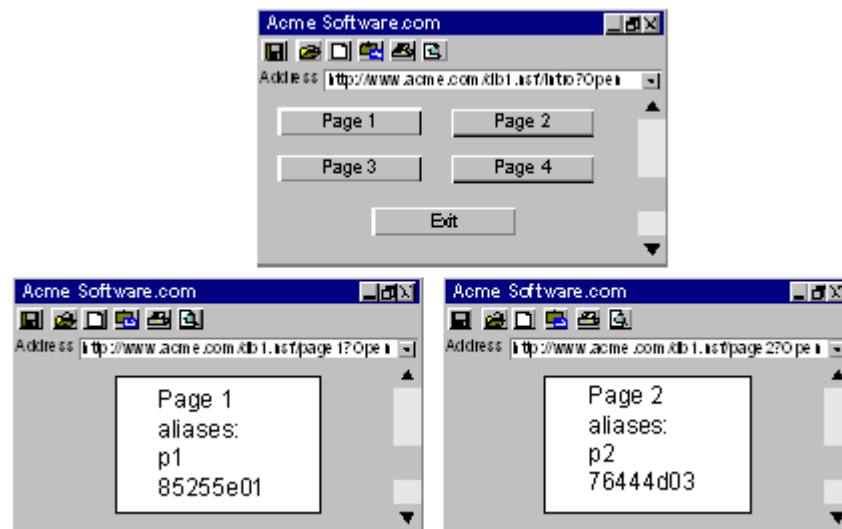 Acme Software.com
Address http://www.acme.com/db1.nsf/Intro?Open
Page 1 Page 2
Page 3 Page 4
Exit
Acme Software.com
Address http://www.acme.com/db1.nsf/page1?Open
Page 1
aliases:
p1
85255e01
Acme Software.com
Address http://www.acme.com/db1.nsf/page2?Open
Page 2
aliases:
p2
76444d03